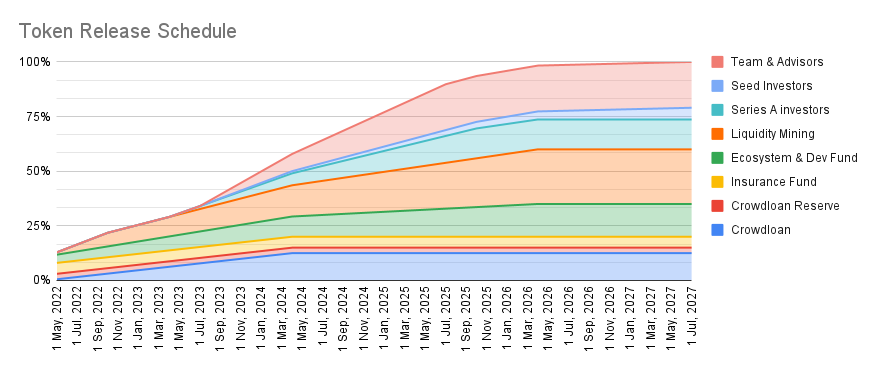 Token Release Schedule
100%
75%
50%
25%
0%
Team & Advisors
Seed Investors
Series A investors
Liquidity Mining
Ecosystem & Dev Fund
Insurance Fund
Crowdloan Reserve
Crowdloan
1 May, 2022
1 Jul, 2022
1 Sep, 2022
1 Nov, 2022
1 Jan, 2023
1 Mar, 2023
1 May, 2023
1 Jul, 2023
1 Sep, 2023
1 Nov, 2023
1 Jan, 2024
1 Mar, 2024
1 May, 2024
1 Jul, 2024
1 Sep, 2024
1 Nov, 2024
1 Jan, 2025
1 Mar, 2025
1 May, 2025
1 Jul, 2025
1 Sep, 2025
1 Nov, 2025
1 Jan, 2026
1 Mar, 2026
1 May, 2026
1 Jul, 2026
1 Sep, 2026
1 Nov, 2026
1 Jan, 2027
1 Mar, 2027
1 May, 2027
1 Jul, 2027